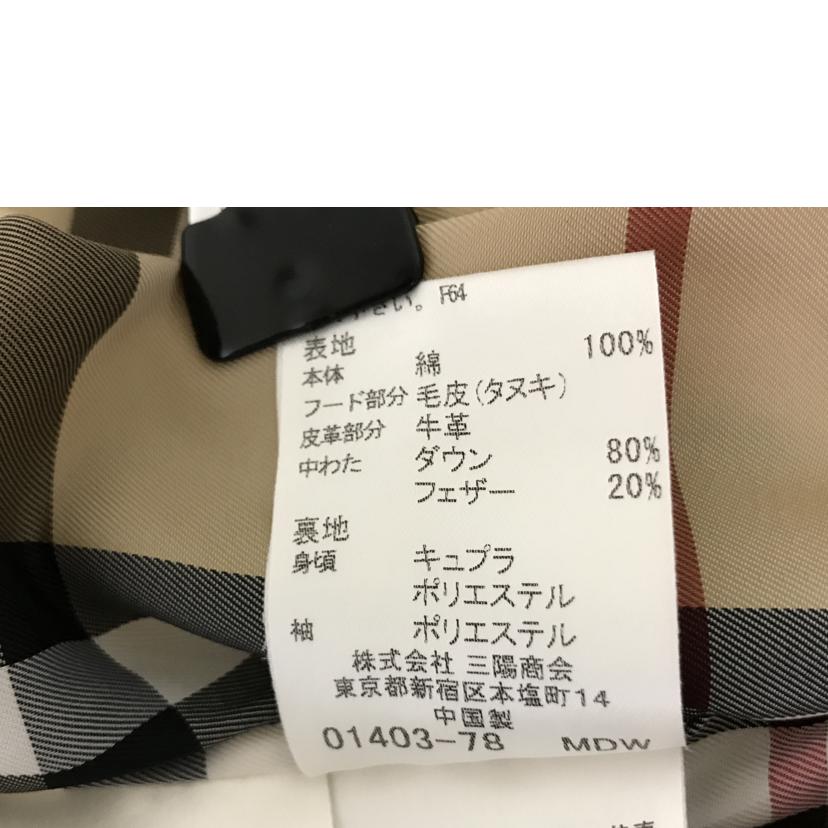 さい。F64
表地
本体 綿 100%
フード部分 毛皮(タヌキ)
皮革部分 牛革
中わた ダウン 80%
フェザー 20%
裏地
身頃 キュプラ
ポリエステル
袖 ポリエステル
株式会社 三陽商会
東京都新宿区本塩町14
中国製
01403-78 MDW